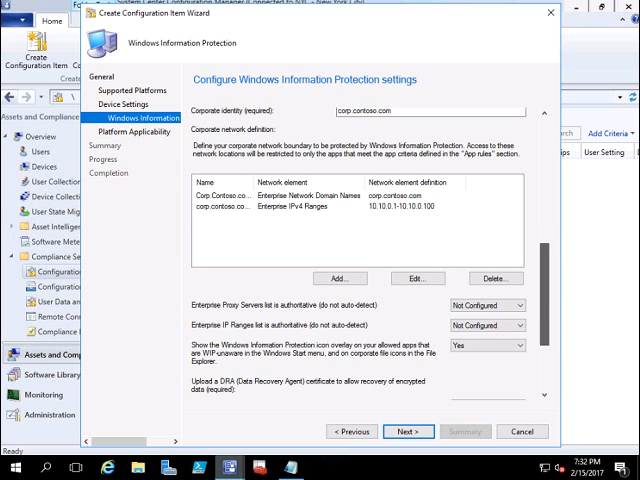 Create Configuration Item Wizard
Windows Information Protection
Home
Create
Configuration Item
Assets and Compliance
Overview
Users
Devices
User Collection
Device Collectio
User State Mig
Asset Intelligen
Software Mete
Compliance Se
Configuration
Configuration
User Data an
Remote Conn
Compliance
Assets and Comp
Software Library
Monitoring
Administration
Ready
General
Supported Platforms
Device Settings
Windows Information
Platform Applicability
Summary
Progress
Completion
Configure Windows Information Protection settings
Corporate identity (required):
corp.contoso.com
Corporate network definition:
Define your corporate network boundary to be protected by Windows Information Protection. Access to these
network locations will be restricted to only the apps that meet the app criteria defined in the "App rules" section.
Name Network element Network element definition
Corp.Contoso.co... Enterprise Network Domain Names corp.contoso.com
corp.contoso.co... Enterprise IPv4 Ranges 10.10.0.1-10.10.0.100
Add... Edit... Delete...
Enterprise Proxy Servers list is authoritative (do not auto-detect) Not Configured
Enterprise IP Ranges list is authoritative (do not auto-detect) Not Configured
Show the Windows Information Protection icon overlay on your allowed apps that Yes
are WIP-unaware in the Windows Start menu, and on corporate file icons in the File
Explorer.
Upload a DRA (Data Recovery Agent) certificate to allow recovery of encrypted
data (required):
< Previous Next > Summary Cancel
Add Criteria
User Setting
7:32 PM
2/15/2017